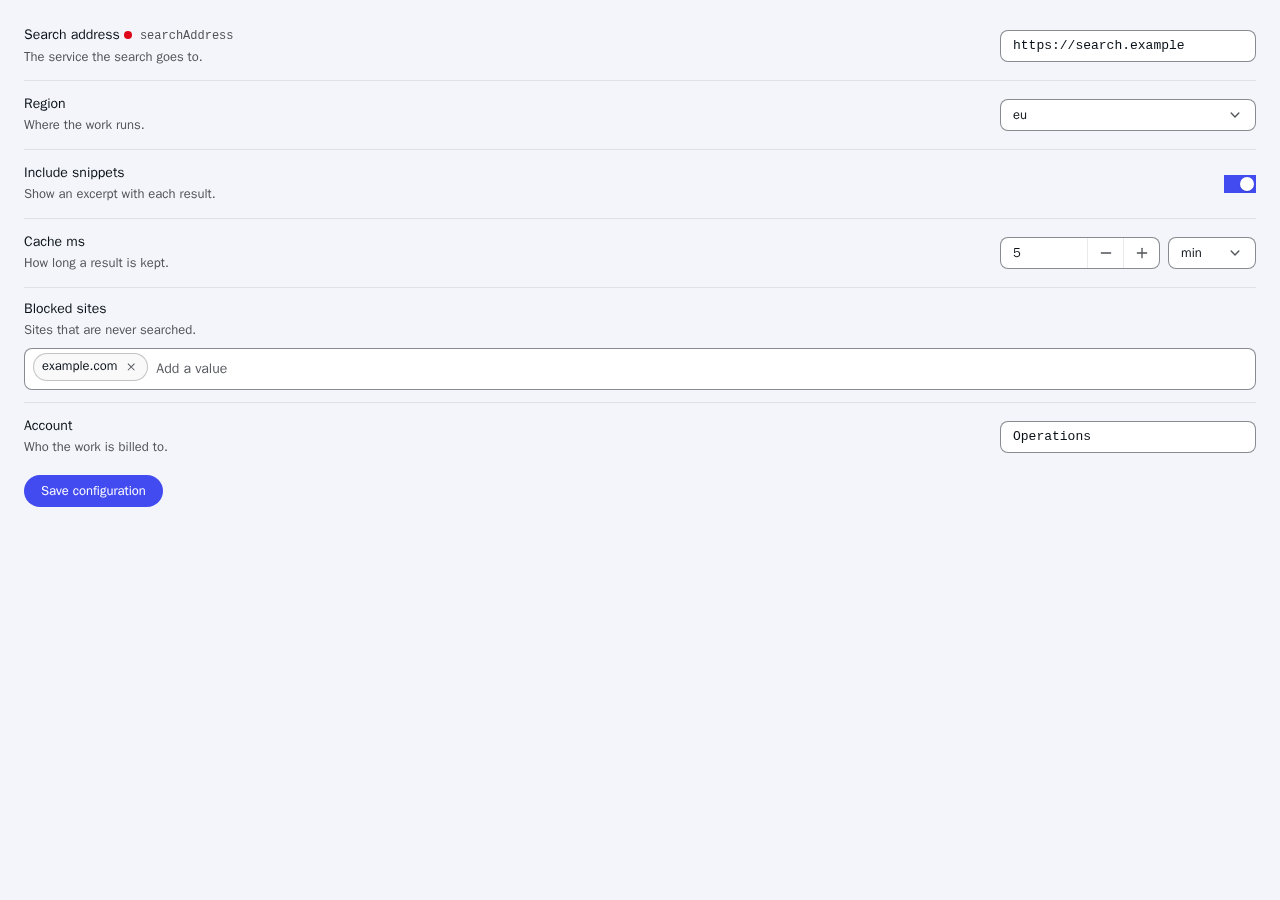 Search address searchAddress
The service the search goes to.
https://search.example
Region
Where the work runs.
eu
Include snippets
Show an excerpt with each result.
Cache ms
How long a result is kept.
5
min
Blocked sites
Sites that are never searched.
example.com
Add a value
Account
Who the work is billed to.
Operations
Save configuration